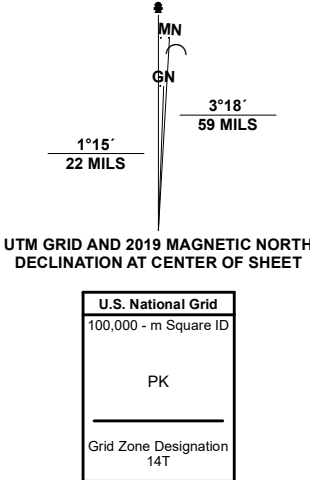 MN
GN
3°18´
59 MILS
1°15´
22 MILS
UTM GRID AND 2019 MAGNETIC NORTH
DECLINATION AT CENTER OF SHEET
U.S. National Grid
100,000 - m Square ID
PK
Grid Zone Designation
14T